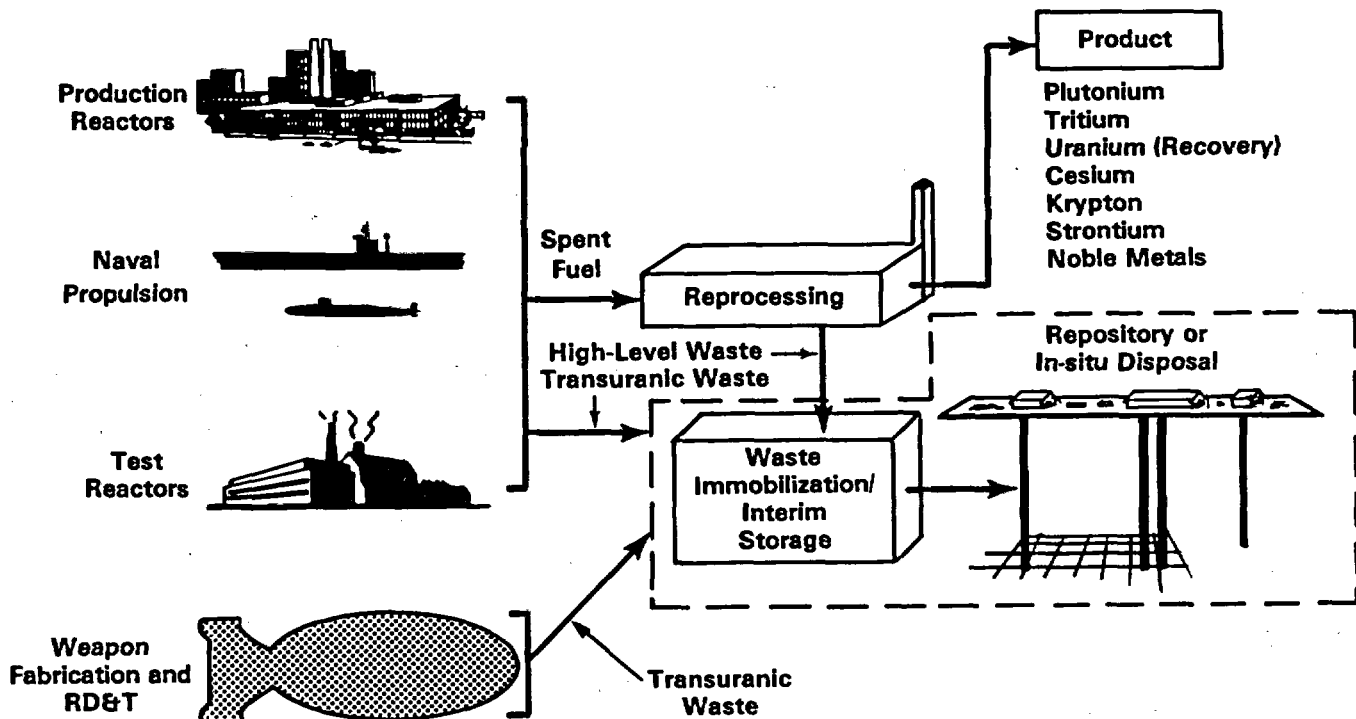 Production
Reactors
Naval
Propulsion
Test
Reactors
Weapon
Fabrication and
RD&T
Spent
Fuel
Reprocessing
Product
Plutonium
Tritium
Uranium (Recovery)
Cesium
Krypton
Strontium
Noble Metals
High-Level Waste
Transuranic Waste
Waste
Immobilization/
Interim
Storage
Repository or
In-situ Disposal
Transuranic
Waste